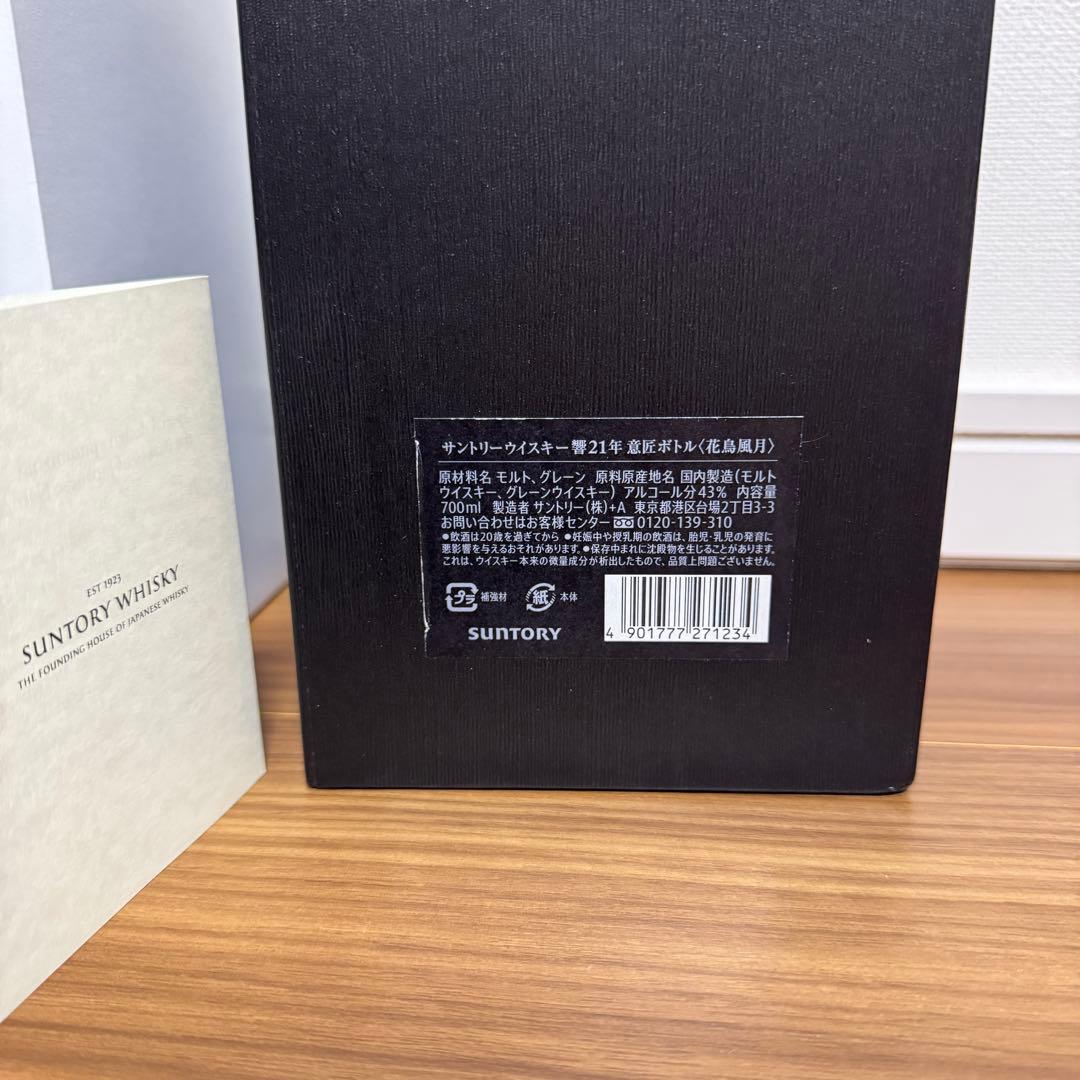 EST 1923
SUNTORY WHISKY
THE FOUNDING HOUSE OF JAPANESE WHISKY
サントリーウイスキー 響21年 意匠ボトル〈花鳥風月〉
原材料名 モルト、グレーン 原料原産地名 国内製造(モルト
ウイスキー、グレーンウイスキー) アルコール分43% 内容量
700ml 製造者 サントリー(株)+A 東京都港区台場2丁目3-3
お問い合わせはお客様センター 0120-139-310
●飲酒は20歳を過ぎてから ●妊娠中や授乳期の飲酒は、胎児・乳児の発育に
悪影響を与えるおそれがあります。●保存中まれに沈殿物を生じることがあります。
これは、ウイスキー本来の微量成分が析出したもので、品質上問題ございません。
プラ 補強材 紙 本体
SUNTORY
4 901777 271234